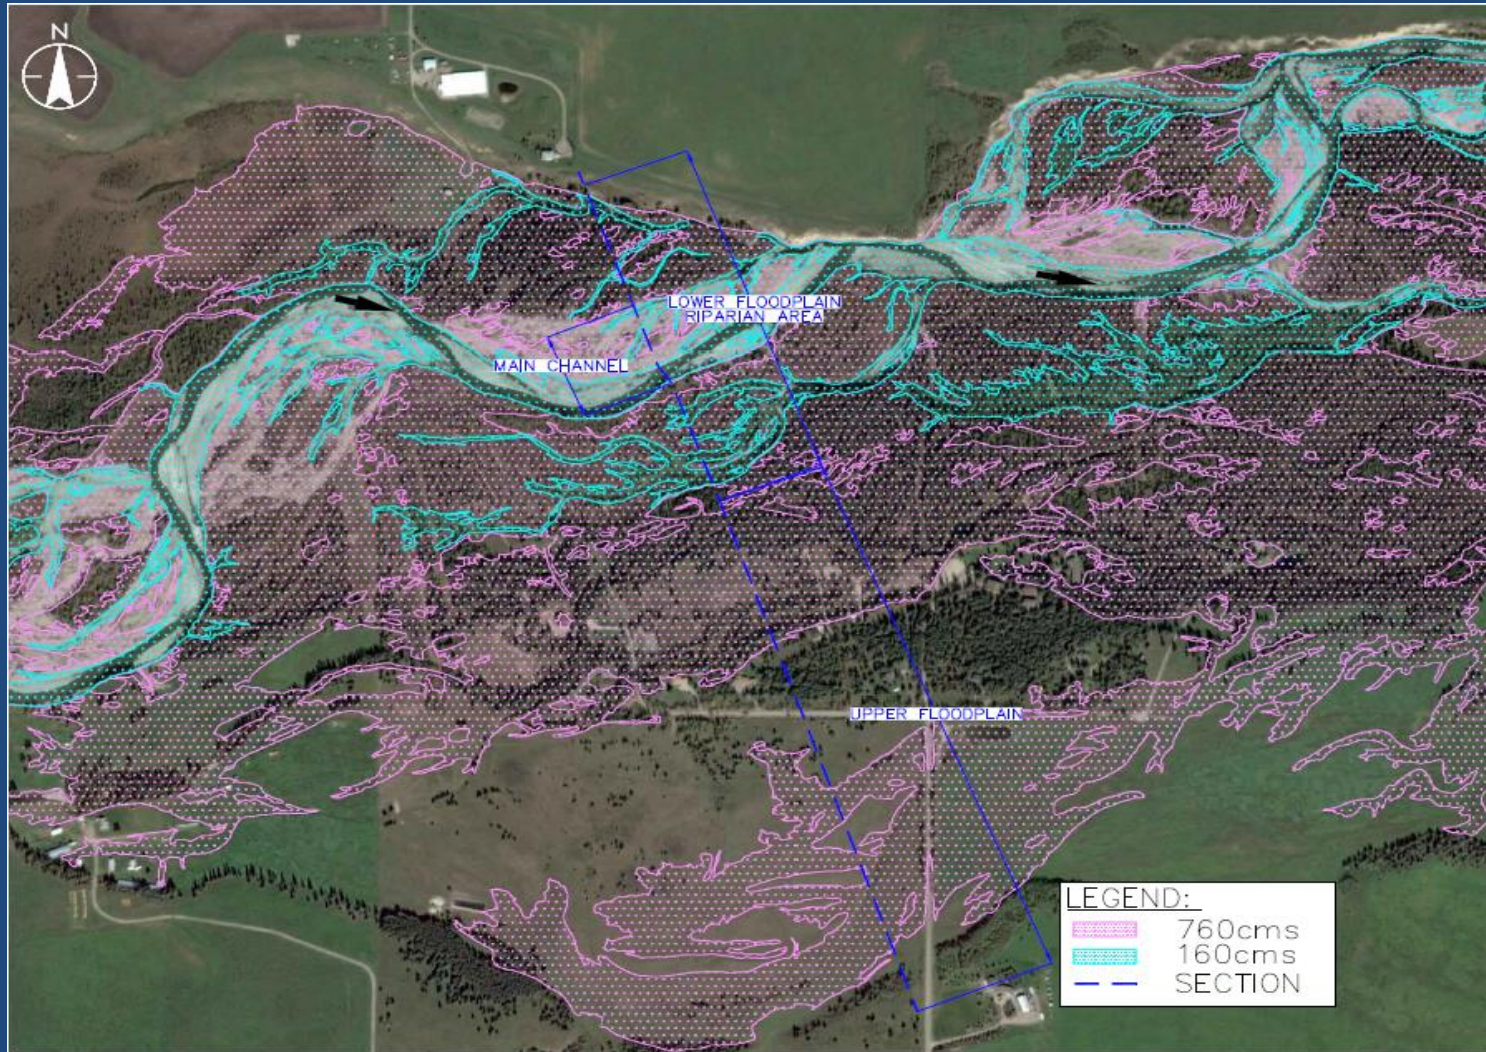 N
LOWER FLOODPLAIN
RIPARIAN AREA
MAIN CHANNEL
UPPER FLOODPLAIN
LEGEND:
760cms
160cms
SECTION